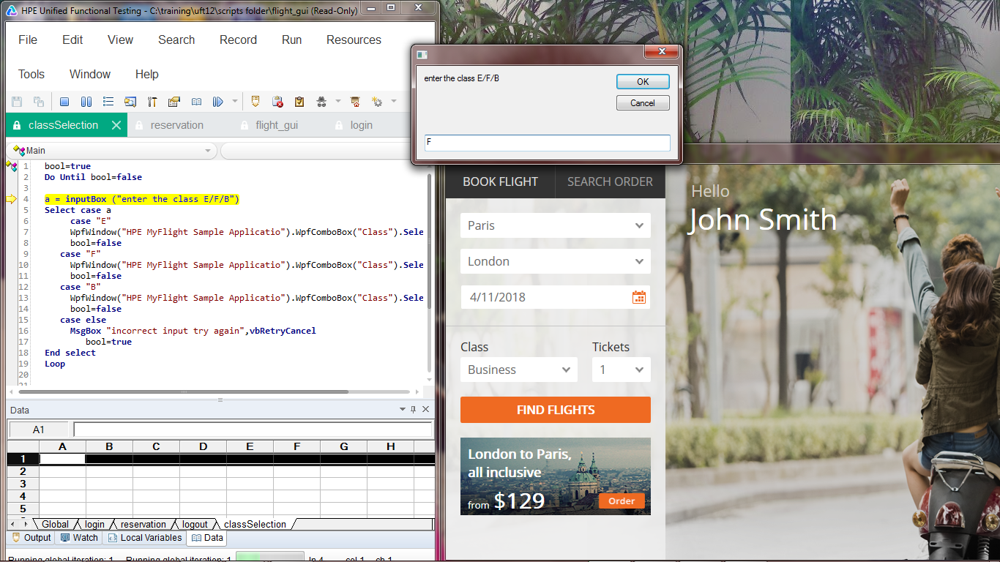 HPE Unified Functional Testing - C:\training\uft12\scripts folder\flight_gui (Read-Only)
File Edit View Search Record Run Resources
Tools Window Help
classSelection reservation flight_gui login
Main
1 bool=true
2 Do Until bool=false
3
4 a = inputBox ("enter the class E/F/B")
5 Select case a
6 case "E"
7 WpfWindow("HPE MyFlight Sample Applicatio").WpfComboBox("Class").Sele
8 bool=false
9 case "F"
10 WpfWindow("HPE MyFlight Sample Applicatio").WpfComboBox("Class").Sele
11 bool=false
12 case "B"
13 WpfWindow("HPE MyFlight Sample Applicatio").WpfComboBox("Class").Sele
14 bool=false
15 case else
16 MsgBox "incorrect input try again",vbRetryCancel
17 bool=true
18 End select
19 Loop
20
21
Data
A1
A B C D E F G H
1
2
3
4
5
Global login reservation logout classSelection
Output Watch Local Variables Data
Running global iteration: 1 Running global iteration: 1 ln 4 col 1 ch 1
enter the class E/F/B
OK
Cancel
F
BOOK FLIGHT SEARCH ORDER
Paris
London
4/11/2018
Class Tickets
Business 1
FIND FLIGHTS
London to Paris,
all inclusive
from $129 Order
Hello
John Smith